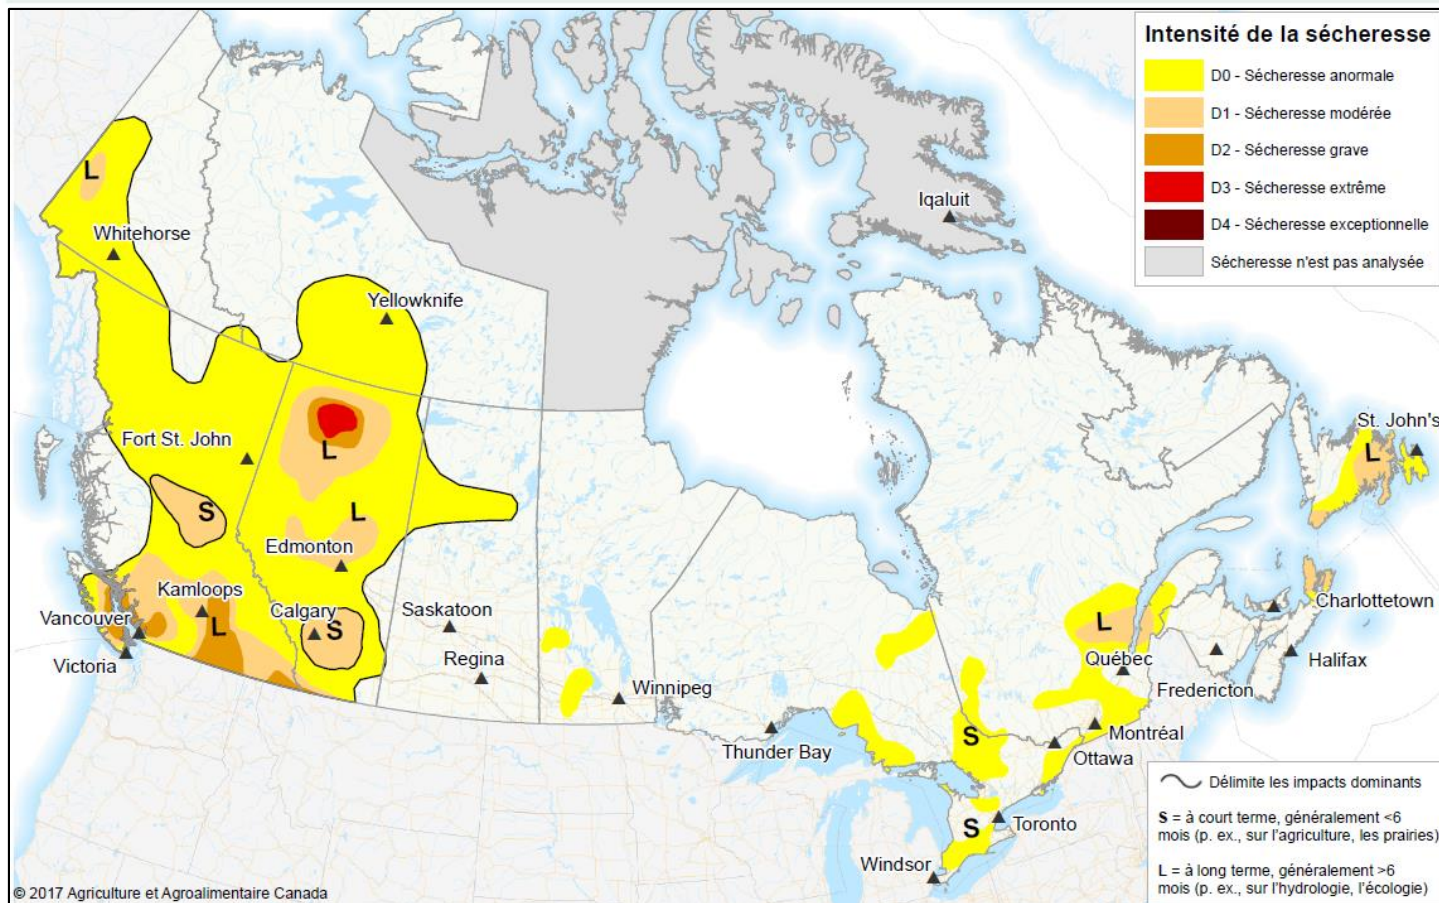 Intensité de la sécheresse
D0 - Sécheresse anormale
D1 - Sécheresse modérée
D2 - Sécheresse grave
D3 - Sécheresse extrême
D4 - Sécheresse exceptionnelle
Sécheresse n'est pas analysée
L
Whitehorse
Iqaluit
Yellowknife
Fort St. John
L
St. John's
L
S
L
Edmonton
Kamloops
Calgary
Saskatoon
Vancouver
L
S
Victoria
Regina
Winnipeg
Thunder Bay
L
Québec
Charlottetown
Halifax
Fredericton
S
Montréal
Ottawa
S
Toronto
Windsor
Délimite les impacts dominants
S = à court terme, généralement <6
mois (p. ex., sur l'agriculture, les prairies)
L = à long terme, généralement >6
mois (p. ex., sur l'hydrologie, l'écologie)
© 2017 Agriculture et Agroalimentaire Canada